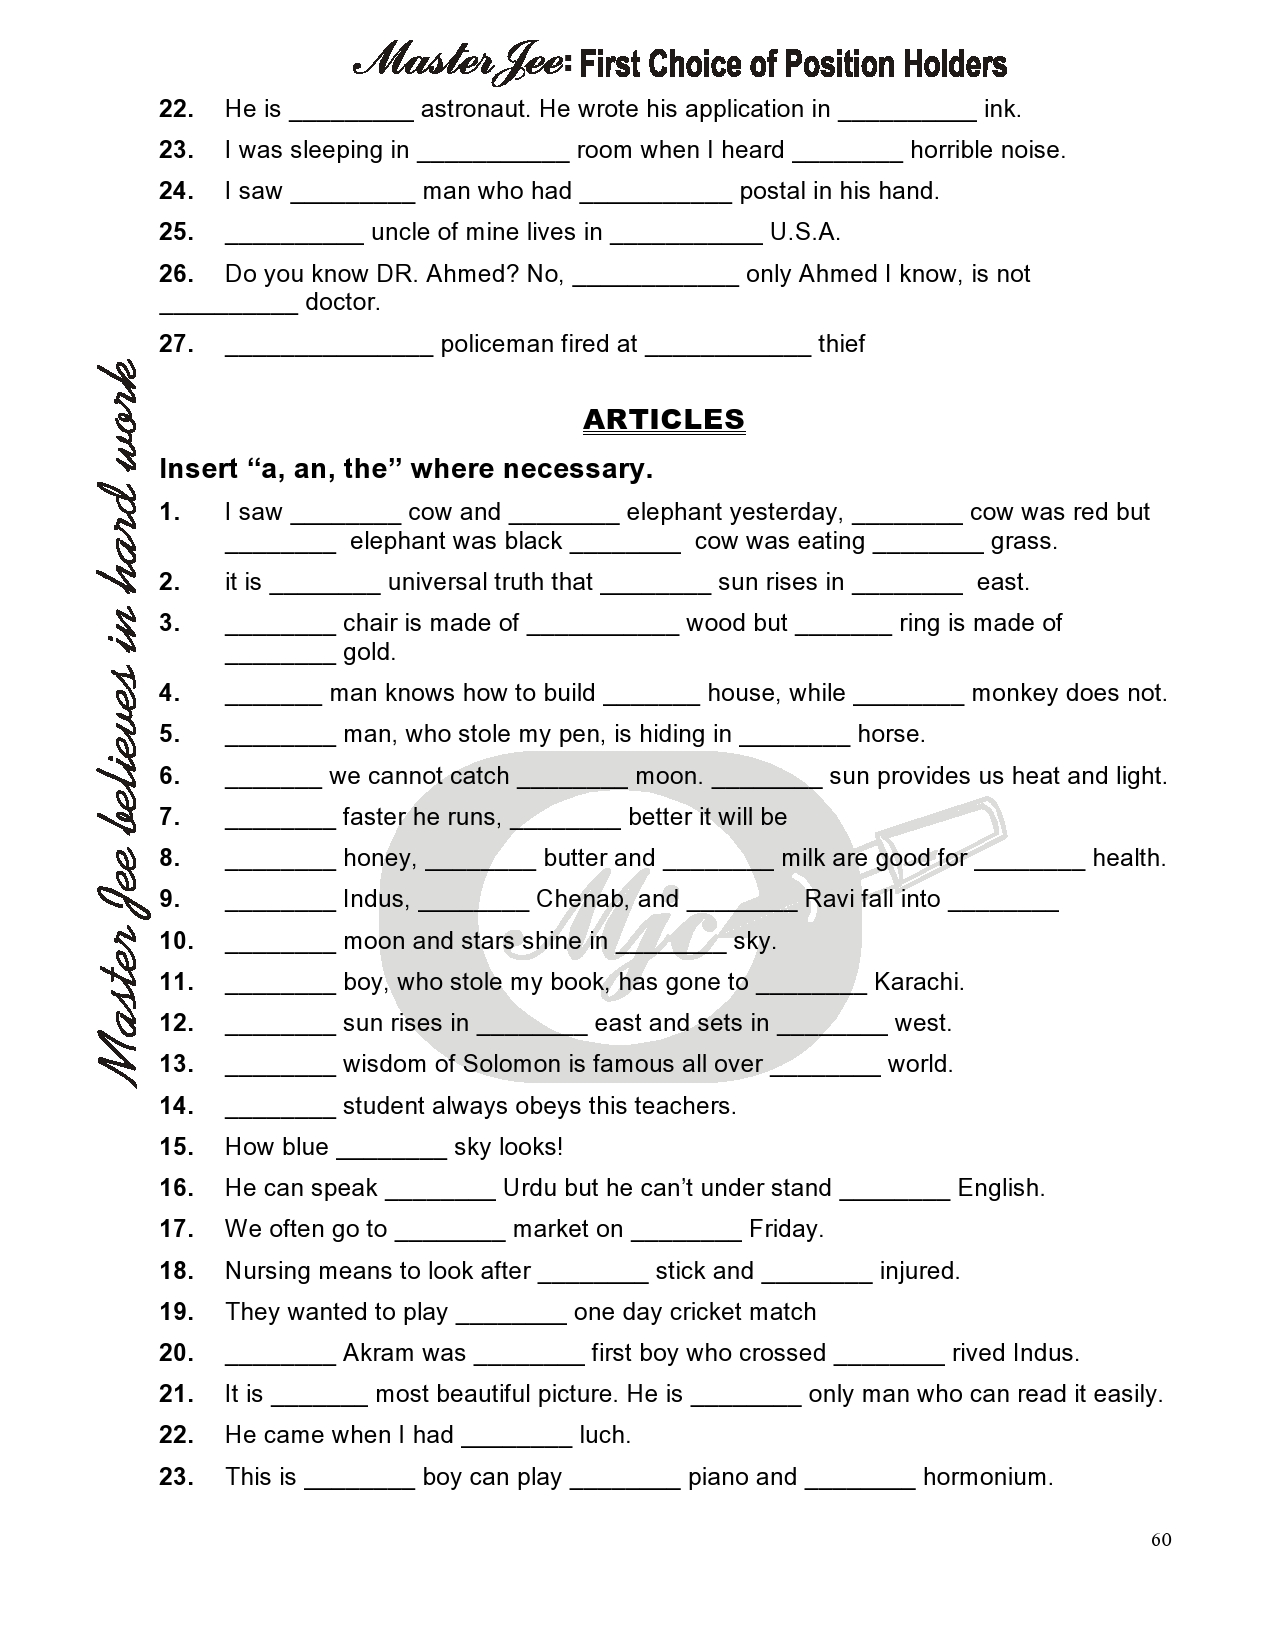 Master Jee: First Choice of Position Holders
22. He is _________ astronaut. He wrote his application in __________ ink.
23. I was sleeping in ___________ room when I heard ________ horrible noise.
24. I saw _________ man who had ___________ postal in his hand.
25. __________ uncle of mine lives in ___________ U.S.A.
26. Do you know DR. Ahmed? No, ____________ only Ahmed I know, is not
__________ doctor.
27. _______________ policeman fired at ____________ thief
ARTICLES
Insert “a, an, the” where necessary.
1. I saw ________ cow and ________ elephant yesterday, ________ cow was red but
________ elephant was black ________ cow was eating ________ grass.
2. it is ________ universal truth that ________ sun rises in ________ east.
3. ________ chair is made of ___________ wood but _______ ring is made of
________ gold.
4. _______ man knows how to build _______ house, while ________ monkey does not.
5. ________ man, who stole my pen, is hiding in ________ horse.
6. _______ we cannot catch ________ moon. ________ sun provides us heat and light.
7. ________ faster he runs, ________ better it will be
8. ________ honey, ________ butter and ________ milk are good for ________ health.
9. ________ Indus, ________ Chenab, and ________ Ravi fall into ________
10. ________ moon and stars shine in ________ sky.
11. ________ boy, who stole my book, has gone to ________ Karachi.
12. ________ sun rises in ________ east and sets in ________ west.
13. ________ wisdom of Solomon is famous all over ________ world.
14. ________ student always obeys this teachers.
15. How blue ________ sky looks!
16. He can speak ________ Urdu but he can’t under stand ________ English.
17. We often go to ________ market on ________ Friday.
18. Nursing means to look after ________ stick and ________ injured.
19. They wanted to play ________ one day cricket match
20. ________ Akram was ________ first boy who crossed ________ rived Indus.
21. It is _______ most beautiful picture. He is ________ only man who can read it easily.
22. He came when I had ________ luch.
23. This is ________ boy can play ________ piano and ________ hormonium.
Master Jee believes in hard work
Mjc
60